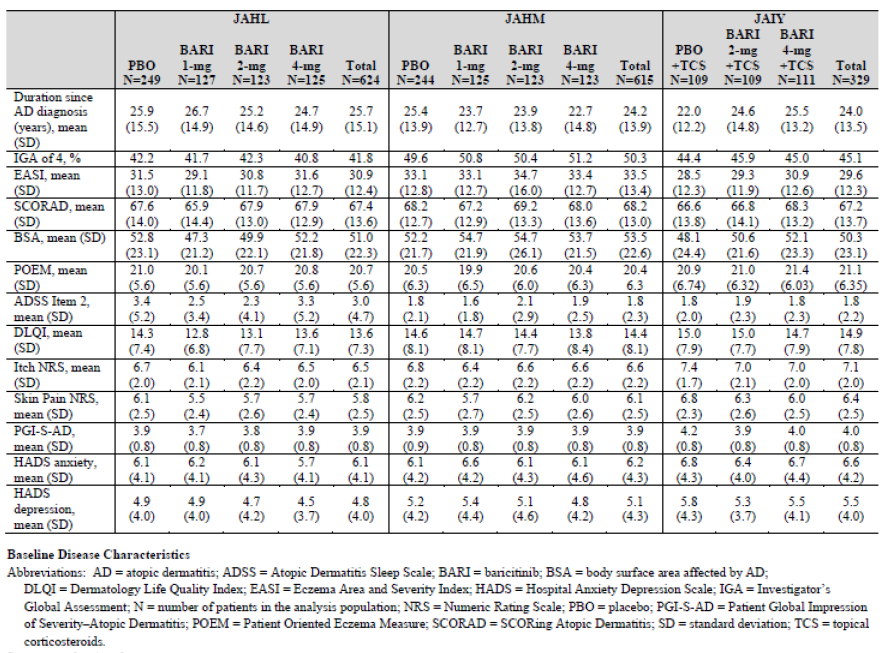 JAHL JAHM JAIY
PBO N=249 BARI 1-mg N=127 BARI 2-mg N=123 BARI 4-mg N=125 Total N=624 PBO N=244 BARI 1-mg N=125 BARI 2-mg N=123 BARI 4-mg N=123 Total N=615 PBO +TCS N=109 BARI 2-mg +TCS N=109 BARI 4-mg +TCS N=111 Total N=329
Duration since AD diagnosis (years), mean (SD) 25.9 (15.5) 26.7 (14.9) 25.2 (14.6) 24.7 (14.9) 25.7 (15.1) 25.4 (13.9) 23.7 (12.7) 23.9 (13.8) 22.7 (14.8) 24.2 (13.9) 22.0 (12.2) 24.6 (14.8) 25.5 (13.2) 24.0 (13.5)
IGA of 4, % 42.2 41.7 42.3 40.8 41.8 49.6 50.8 50.4 51.2 50.3 44.4 45.9 45.0 45.1
EASI, mean (SD) 31.5 (13.0) 29.1 (11.8) 30.8 (11.7) 31.6 (12.7) 30.9 (12.4) 33.1 (12.8) 33.1 (12.7) 34.7 (16.0) 33.4 (12.7) 33.5 (13.4) 28.5 (12.3) 29.3 (11.9) 30.9 (12.6) 29.6 (12.3)
SCORAD, mean (SD) 67.6 (14.0) 65.9 (14.4) 67.9 (13.0) 67.9 (12.9) 67.4 (13.6) 68.2 (12.7) 67.2 (12.9) 69.2 (13.3) 68.0 (13.6) 68.2 (13.0) 66.6 (13.8) 66.8 (14.1) 68.3 (13.2) 67.2 (13.7)
BSA, mean (SD) 52.8 (23.1) 47.3 (21.2) 49.9 (22.1) 52.2 (21.8) 51.0 (22.3) 52.2 (21.7) 54.7 (21.9) 54.7 (26.1) 53.7 (21.5) 53.5 (22.6) 48.1 (24.4) 50.6 (21.6) 52.1 (23.3) 50.3 (23.1)
POEM, mean (SD) 21.0 (5.6) 20.1 (5.6) 20.7 (5.6) 20.8 (5.6) 20.7 (5.6) 20.5 (6.3) 19.9 (6.5) 20.6 (6.0) 20.4 (6.3) 20.4 6.3 20.9 (6.74) 21.0 (6.32) 21.4 (6.03) 21.1 (6.35)
ADSS Item 2, mean (SD) 3.4 (5.2) 2.5 (3.4) 2.3 (4.1) 3.3 (5.2) 3.0 (4.7) 1.8 (2.1) 1.6 (1.8) 2.1 (2.9) 1.9 (2.5) 1.8 (2.3) 1.8 (2.0) 1.9 (2.3) 1.8 (2.3) 1.8 (2.2)
DLQI, mean (SD) 14.3 (7.4) 12.8 (6.8) 13.1 (7.7) 13.6 (7.1) 13.6 (7.3) 14.6 (8.1) 14.7 (8.1) 14.4 (7.7) 13.8 (8.4) 14.4 (8.1) 15.0 (7.9) 15.0 (7.7) 14.7 (7.9) 14.9 (7.8)
Itch NRS, mean (SD) 6.7 (2.0) 6.1 (2.1) 6.4 (2.2) 6.5 (2.0) 6.5 (2.1) 6.8 (2.2) 6.4 (2.2) 6.6 (2.2) 6.6 (2.2) 6.6 (2.2) 7.4 (1.7) 7.0 (2.1) 7.0 (2.0) 7.1 (2.0)
Skin Pain NRS, mean (SD) 6.1 (2.5) 5.5 (2.4) 5.7 (2.6) 5.7 (2.4) 5.8 (2.5) 6.2 (2.5) 5.7 (2.7) 6.2 (2.5) 6.0 (2.6) 6.1 (2.5) 6.8 (2.3) 6.3 (2.6) 6.0 (2.5) 6.4 (2.5)
PGI-S-AD, mean (SD) 3.9 (0.8) 3.7 (0.8) 3.8 (0.8) 3.9 (0.8) 3.9 (0.8) 3.9 (0.9) 3.9 (0.8) 3.9 (0.8) 3.9 (0.8) 3.9 (0.8) 4.2 (0.8) 3.9 (0.8) 4.0 (0.8) 4.0 (0.8)
HADS anxiety, mean (SD) 6.1 (4.1) 6.2 (4.1) 6.1 (4.3) 5.7 (4.1) 6.1 (4.1) 6.1 (4.2) 6.6 (4.2) 6.1 (4.3) 6.1 (4.6) 6.2 (4.3) 6.8 (4.3) 6.4 (4.0) 6.7 (4.4) 6.6 (4.2)
HADS depression, mean (SD) 4.9 (4.0) 4.9 (4.0) 4.7 (4.2) 4.5 (3.7) 4.8 (4.0) 5.2 (4.2) 5.4 (4.4) 5.1 (4.6) 4.8 (4.2) 5.1 (4.3) 5.8 (4.3) 5.3 (3.7) 5.5 (4.1) 5.5 (4.0)
Baseline Disease Characteristics
Abbreviations: AD = atopic dermatitis; ADSS = Atopic Dermatitis Sleep Scale; BARI = baricitinib; BSA = body surface area affected by AD;
DLQI = Dermatology Life Quality Index; EASI = Eczema Area and Severity Index; HADS = Hospital Anxiety Depression Scale; IGA = Investigator's
Global Assessment; N = number of patients in the analysis population; NRS = Numeric Rating Scale; PBO = placebo; PGI-S-AD = Patient Global Impression
of Severity–Atopic Dermatitis; POEM = Patient Oriented Eczema Measure; SCORAD = SCORing Atopic Dermatitis; SD = standard deviation; TCS = topical
corticosteroids.